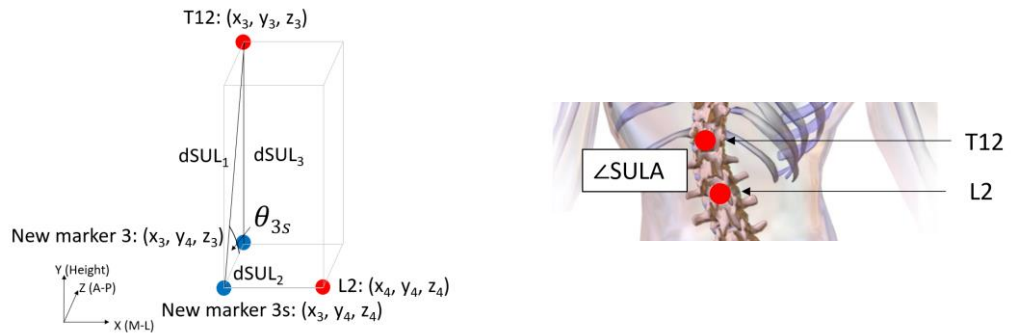 T12: (x₃, y₃, z₃)
dSUL₁
dSUL₃
θ₃ₛ
New marker 3: (x₃, y₄, z₃)
dSUL₂
L2: (x₄, y₄, z₄)
New marker 3s: (x₃, y₄, z₄)
Y (Height)
Z (A-P)
X (M-L)
T12
∠SULA
L2